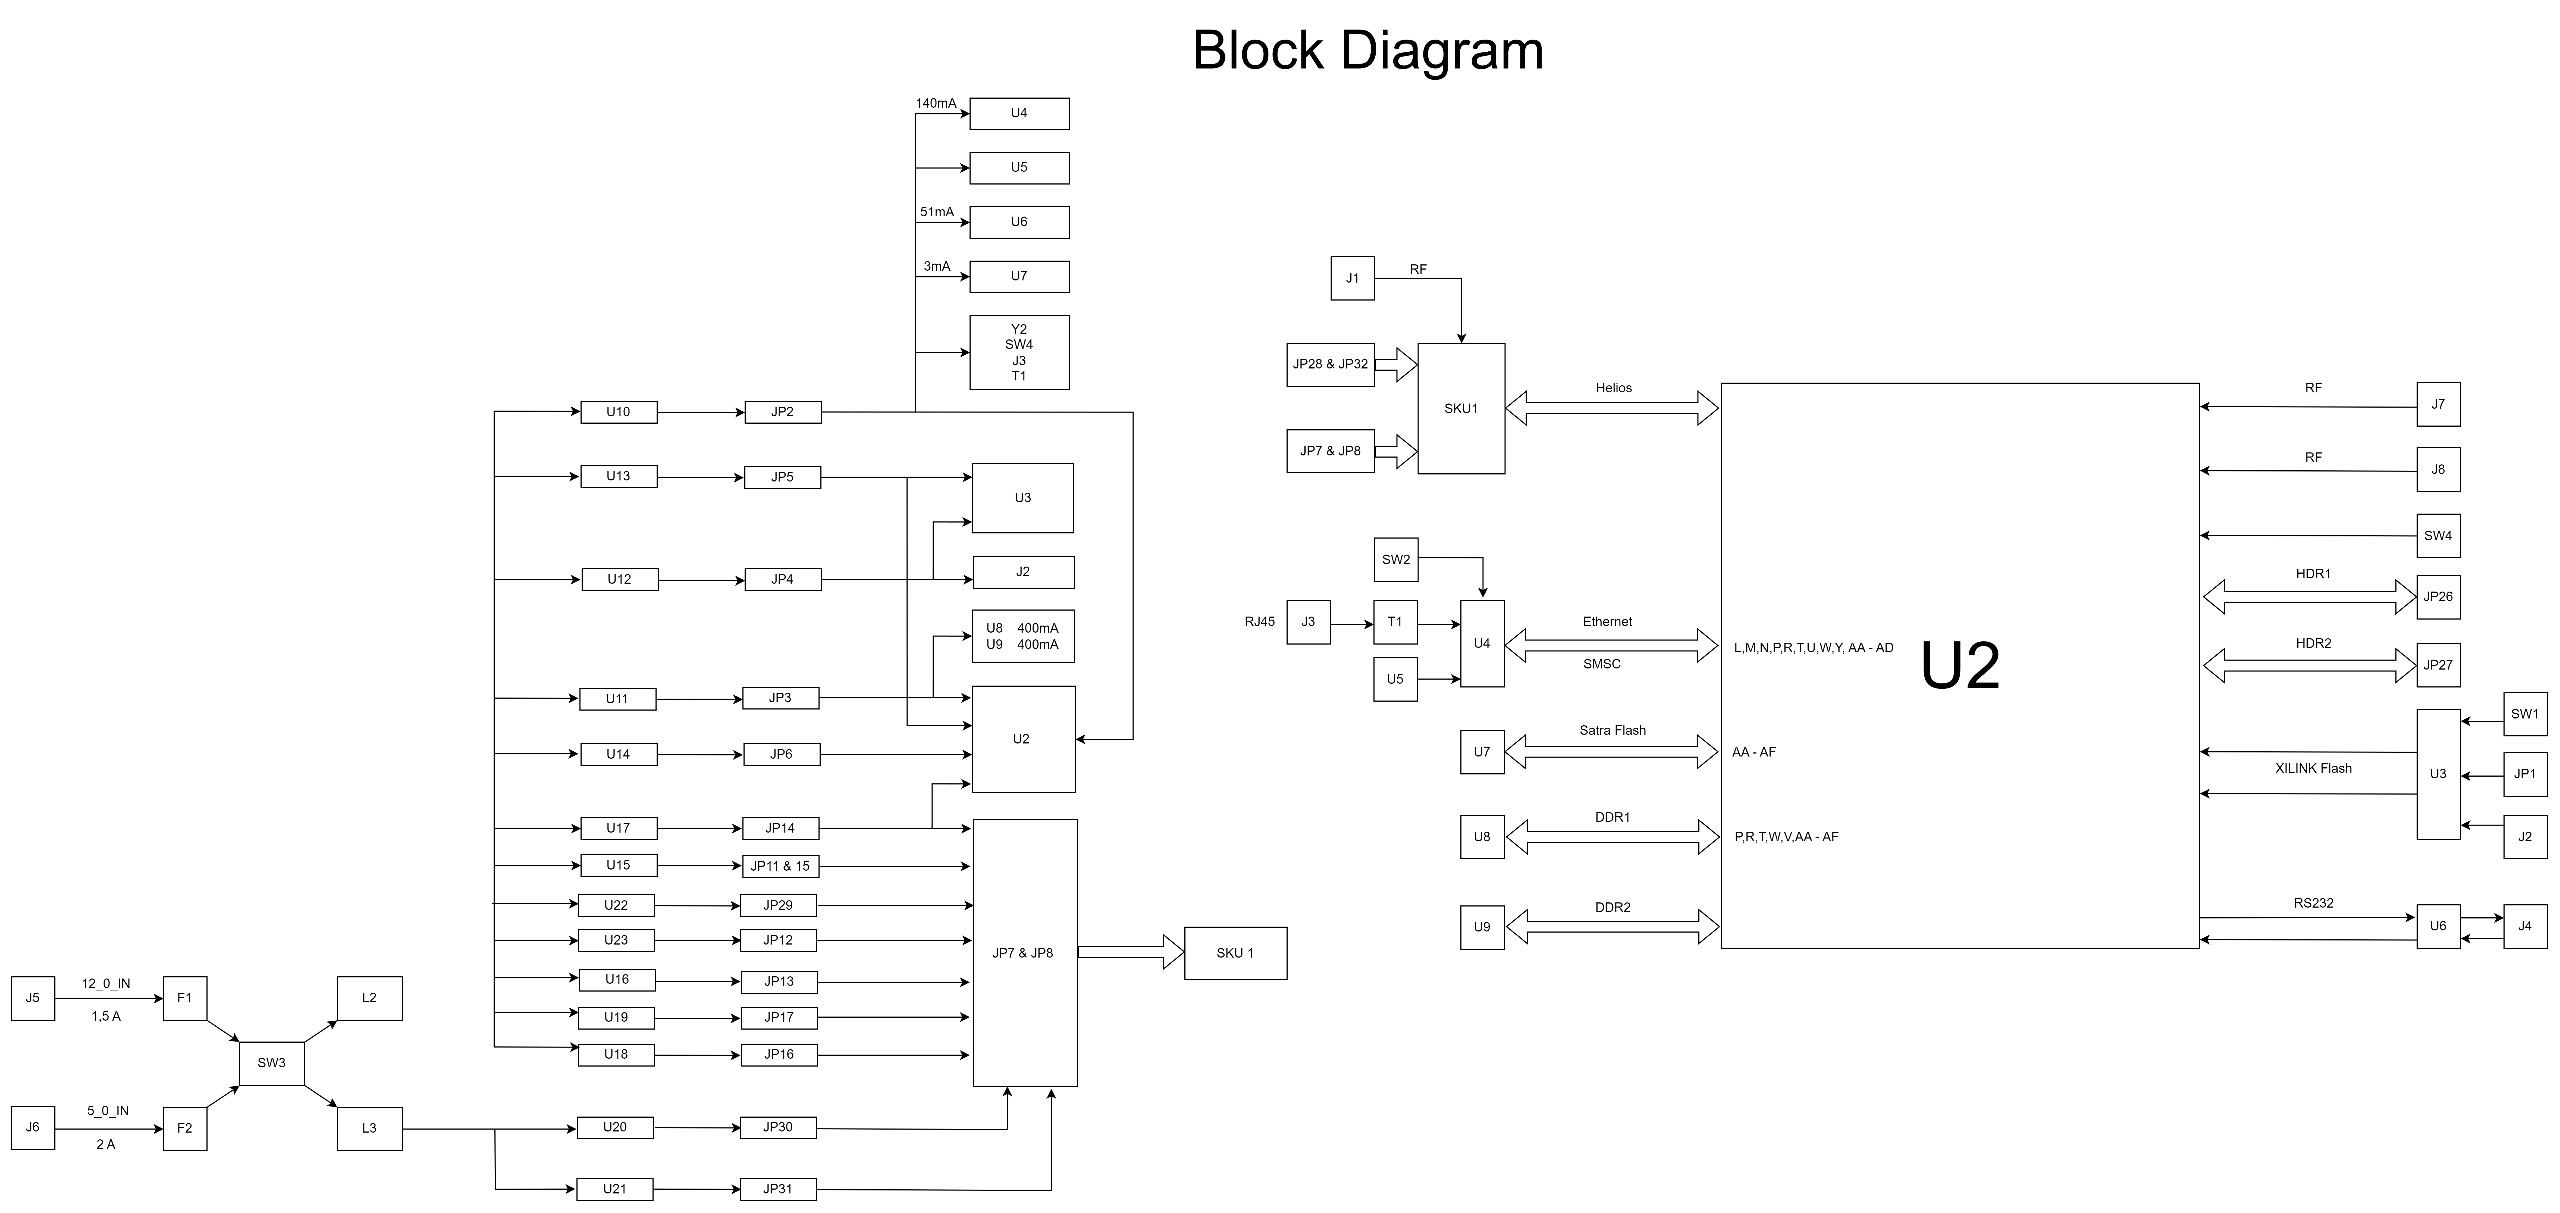 Block Diagram
140mA
U4
U5
51mA
U6
3mA
U7
Y2
SW4
J3
T1
U10
JP2
U13
JP5
U3
U12
JP4
J2
U8 400mA
U9 400mA
U11
JP3
U2
U14
JP6
U17
JP14
U15
JP11 & 15
U22
JP29
U23
JP12
JP7 & JP8
SKU 1
U16
JP13
U19
JP17
U18
JP16
J5
12_0_IN
1,5 A
F1
L2
SW3
J6
5_0_IN
2 A
F2
L3
U20
JP30
U21
JP31
J1
RF
JP28 & JP32
SKU1
JP7 & JP8
Helios
SW2
RJ45
J3
T1
U4
U5
Ethernet
SMSC
L,M,N,P,R,T,U,W,Y, AA - AD
U2
U7
Satra Flash
AA - AF
U8
DDR1
P,R,T,W,V,AA - AF
U9
DDR2
RF
J7
RF
J8
SW4
HDR1
JP26
HDR2
JP27
SW1
XILINK Flash
U3
JP1
J2
RS232
U6
J4